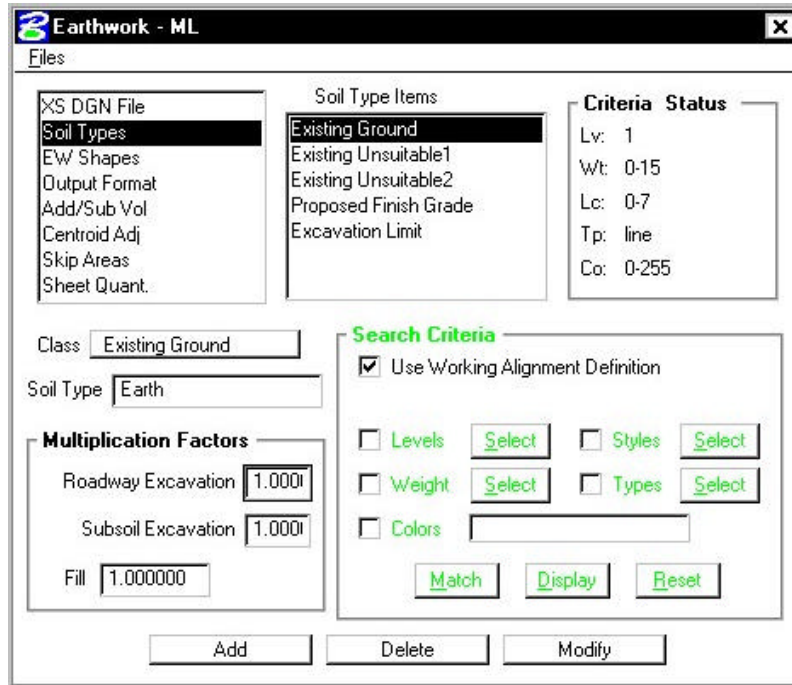 Earthwork - ML
Files
XS DGN File
Soil Types
EW Shapes
Output Format
Add/Sub Vol
Centroid Adj
Skip Areas
Sheet Quant.
Soil Type Items
Existing Ground
Existing Unsuitable1
Existing Unsuitable2
Proposed Finish Grade
Excavation Limit
Criteria Status
Lv: 1
Wt: 0-15
Lc: 0-7
Tp: line
Co: 0-255
Class Existing Ground
Soil Type Earth
Multiplication Factors
Roadway Excavation 1.000
Subsoil Excavation 1.000
Fill 1.000000
Search Criteria
Use Working Alignment Definition
Levels Select Styles Select
Weight Select Types Select
Colors
Match Display Reset
Add Delete Modify